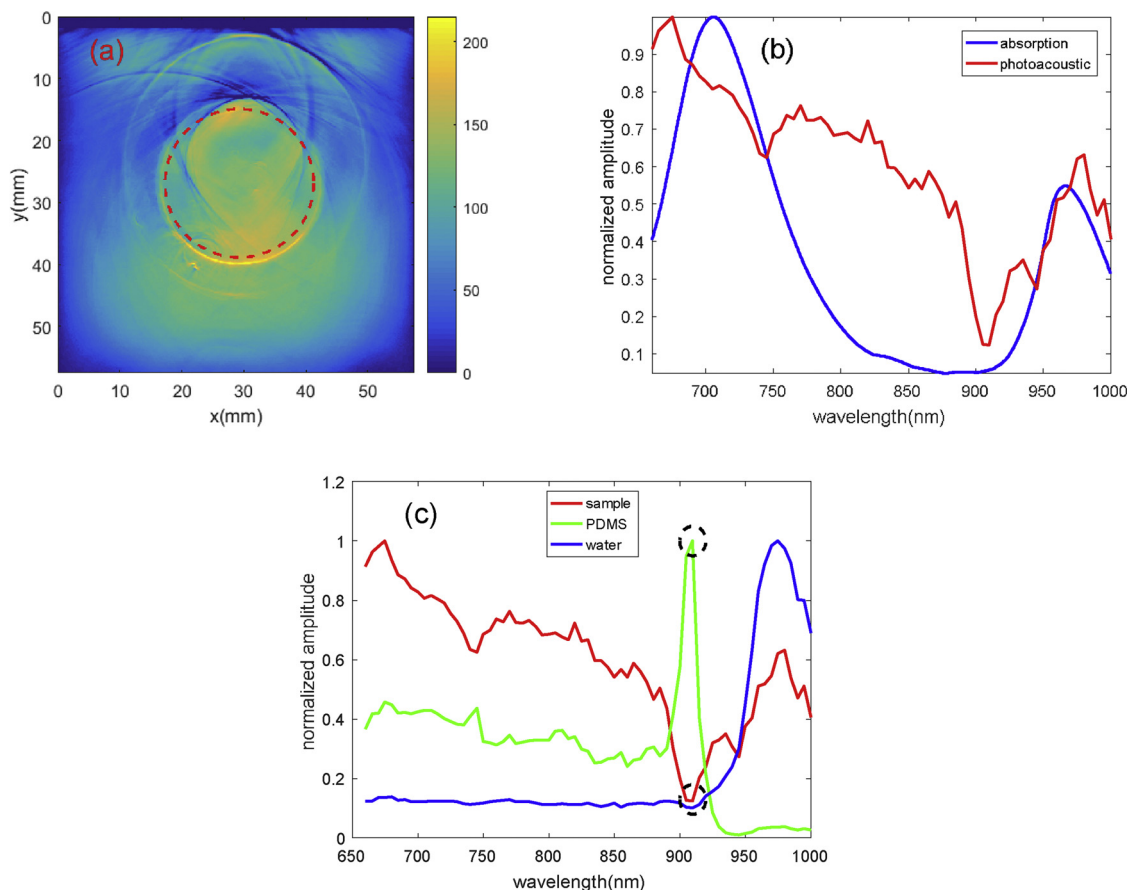 (a)
0
10
20
30
40
50
y(mm)
0 10 20 30 40 50
x(mm)
200
150
100
50
0
(b)
absorption
photoacoustic
0.9
0.8
0.7
0.6
0.5
0.4
0.3
0.2
0.1
normalized amplitude
700 750 800 850 900 950 1000
wavelength(nm)
(c)
sample
PDMS
water
1.2
1
0.8
0.6
0.4
0.2
0
normalized amplitude
650 700 750 800 850 900 950 1000
wavelength(nm)